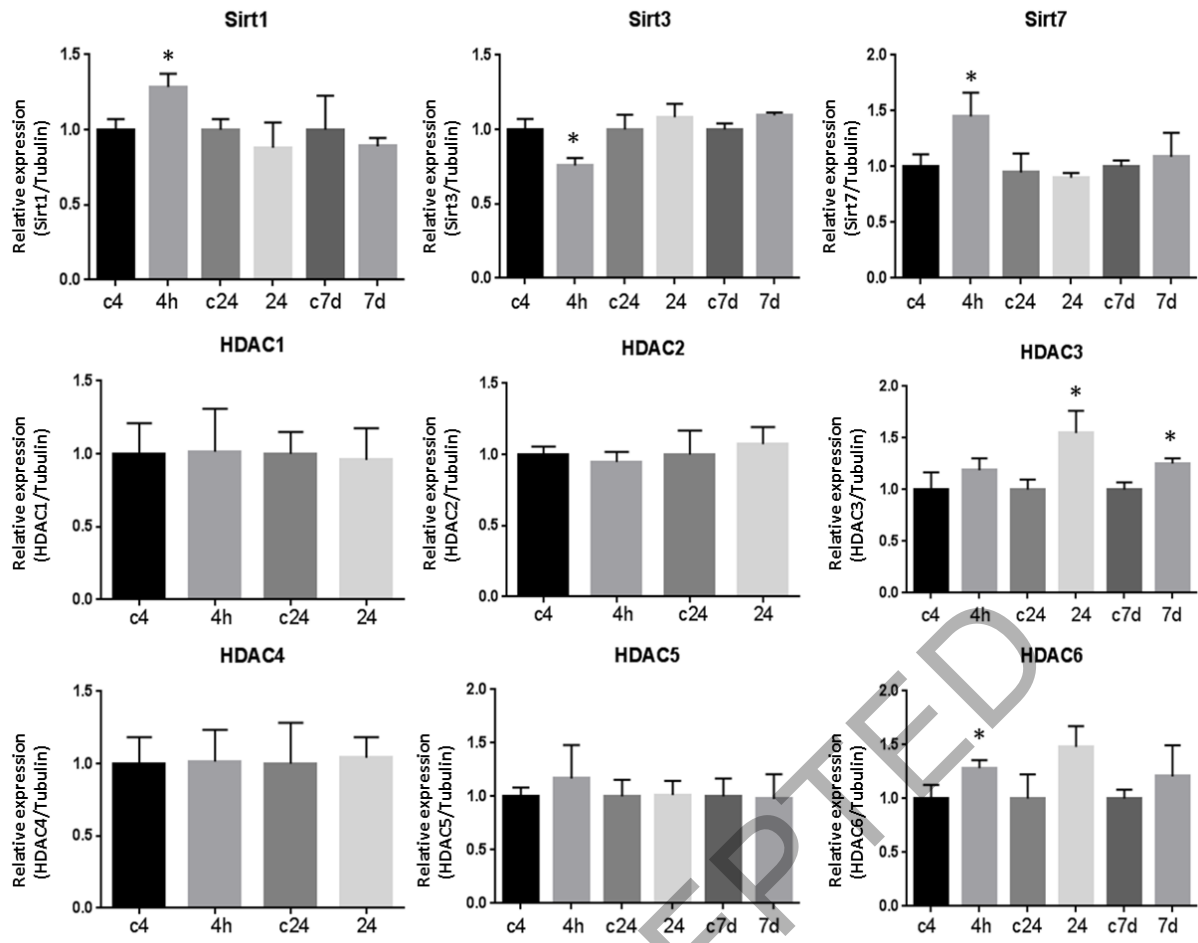 Sirt1
Relative expression
(Sirt1/Tubulin)
1.5
*
1.0
0.5
0.0
c4 4h c24 24 c7d 7d
Sirt3
Relative expression
(Sirt3/Tubulin)
1.5
1.0
*
0.5
0.0
c4 4h c24 24 c7d 7d
Sirt7
Relative expression
(Sirt7/Tubulin)
2.0
*
1.5
1.0
0.5
0.0
c4 4h c24 24 c7d 7d
HDAC1
Relative expression
(HDAC1/Tubulin)
1.5
1.0
0.5
0.0
c4 4h c24 24
HDAC2
Relative expression
(HDAC2/Tubulin)
1.5
1.0
0.5
0.0
c4 4h c24 24
HDAC3
Relative expression
(HDAC3/Tubulin)
2.0
*
1.5
*
1.0
0.5
0.0
c4 4h c24 24 c7d 7d
HDAC4
Relative expression
(HDAC4/Tubulin)
1.5
1.0
0.5
0.0
c4 4h c24 24
HDAC5
Relative expression
(HDAC5/Tubulin)
2.0
1.5
1.0
0.5
0.0
c4 4h c24 24 c7d 7d
HDAC6
Relative expression
(HDAC6/Tubulin)
2.0
*
1.5
1.0
0.5
0.0
c4 4h c24 24 c7d 7d
EPTED